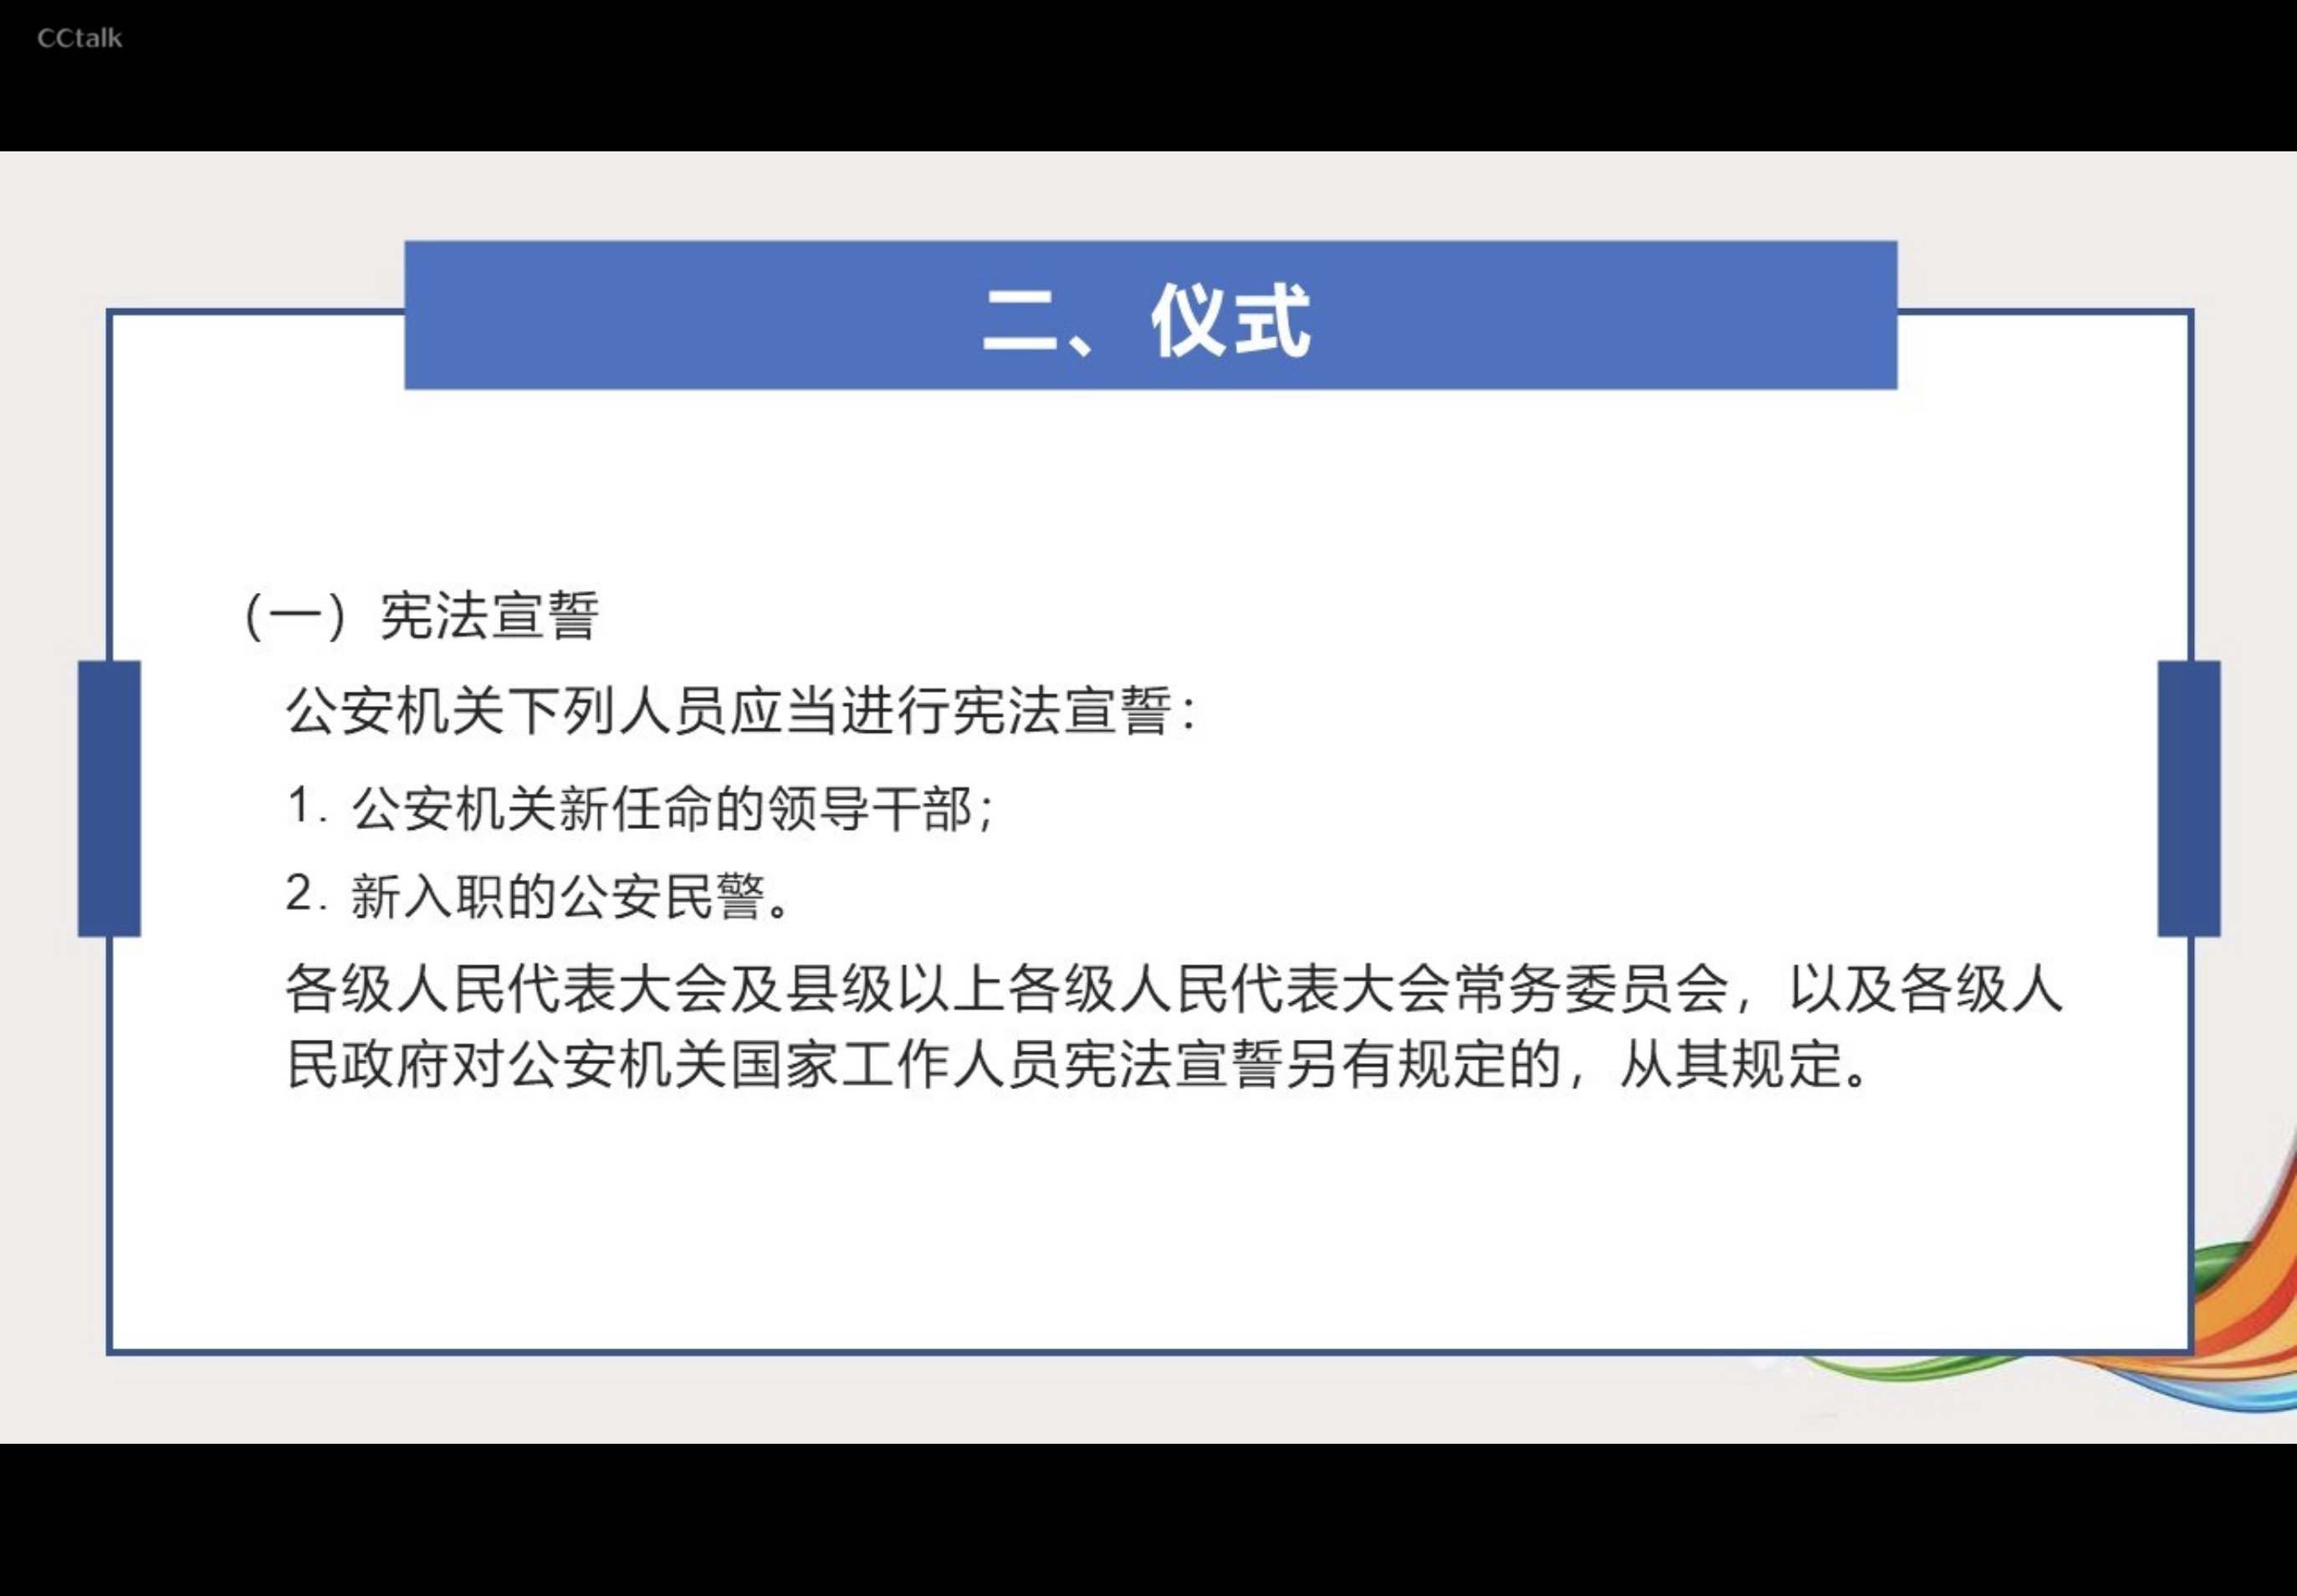 CCtalk
二、仪式
（一）宪法宣誓
公安机关下列人员应当进行宪法宣誓：
1. 公安机关新任命的领导干部；
2. 新入职的公安民警。
各级人民代表大会及县级以上各级人民代表大会常务委员会，以及各级人
民政府对公安机关国家工作人员宪法宣誓另有规定的，从其规定。